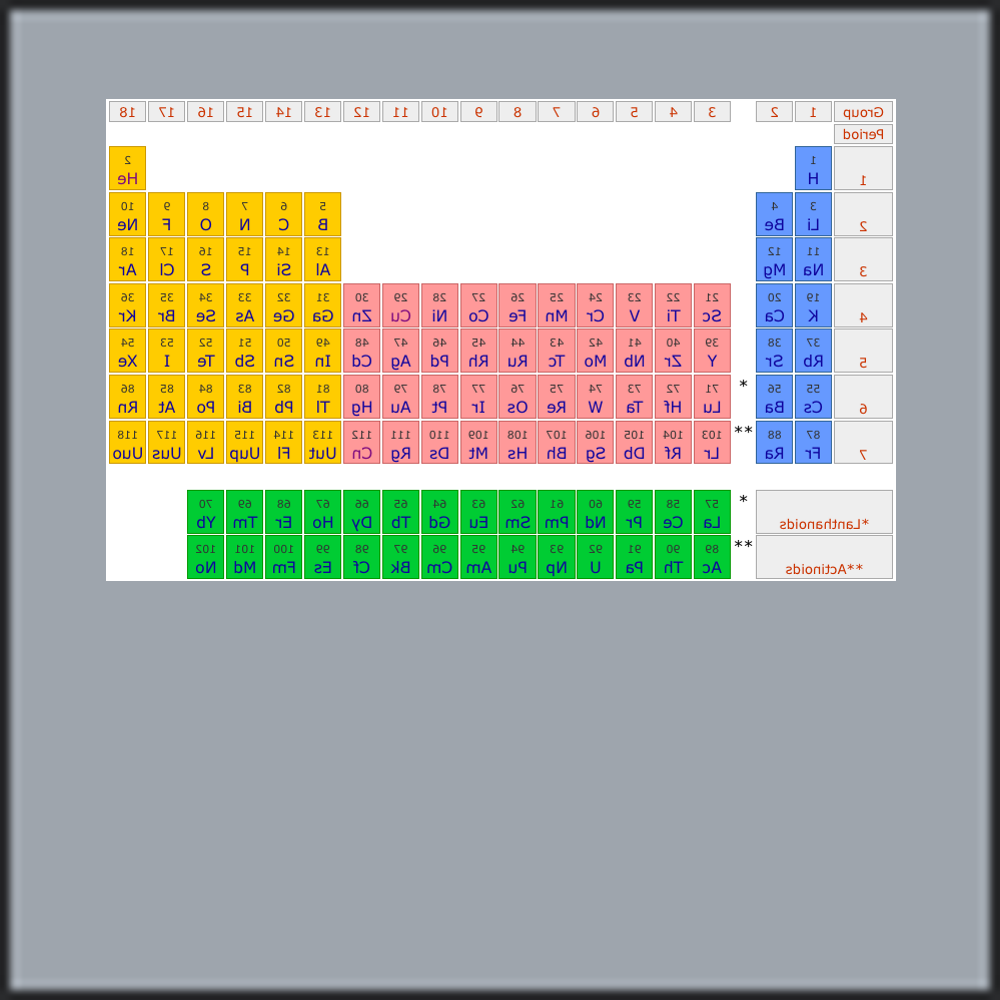 Group 1 2 3 4 5 6 7 8 9 10 11 12 13 14 15 16 17 18
Period
1 2
1 H He
3 4 5 6 7 8 9 10
2 Li Be B C N O F Ne
11 12 13 14 15 16 17 18
3 Na Mg Al Si P S Cl Ar
19 20 21 22 23 24 25 26 27 28 29 30 31 32 33 34 35 36
4 K Ca Sc Ti V Cr Mn Fe Co Ni Cu Zn Ga Ge As Se Br Kr
37 38 39 40 41 42 43 44 45 46 47 48 49 50 51 52 53 54
5 Rb Sr Y Zr Nb Mo Tc Ru Rh Pd Ag Cd In Sn Sb Te I Xe
55 56 * 71 72 73 74 75 76 77 78 79 80 81 82 83 84 85 86
6 Cs Ba Lu Hf Ta W Re Os Ir Pt Au Hg Tl Pb Bi Po At Rn
87 88 ** 103 104 105 106 107 108 109 110 111 112 113 114 115 116 117 118
7 Fr Ra Lr Rf Db Sg Bh Hs Mt Ds Rg Cn Uut Fl Uup Lv Uus Uuo
* 57 58 59 60 61 62 63 64 65 66 67 68 69 70
*Lanthanoids La Ce Pr Nd Pm Sm Eu Gd Tb Dy Ho Er Tm Yb
** 89 90 91 92 93 94 95 96 97 98 99 100 101 102
**Actinoids Ac Th Pa U Np Pu Am Cm Bk Cf Es Fm Md No